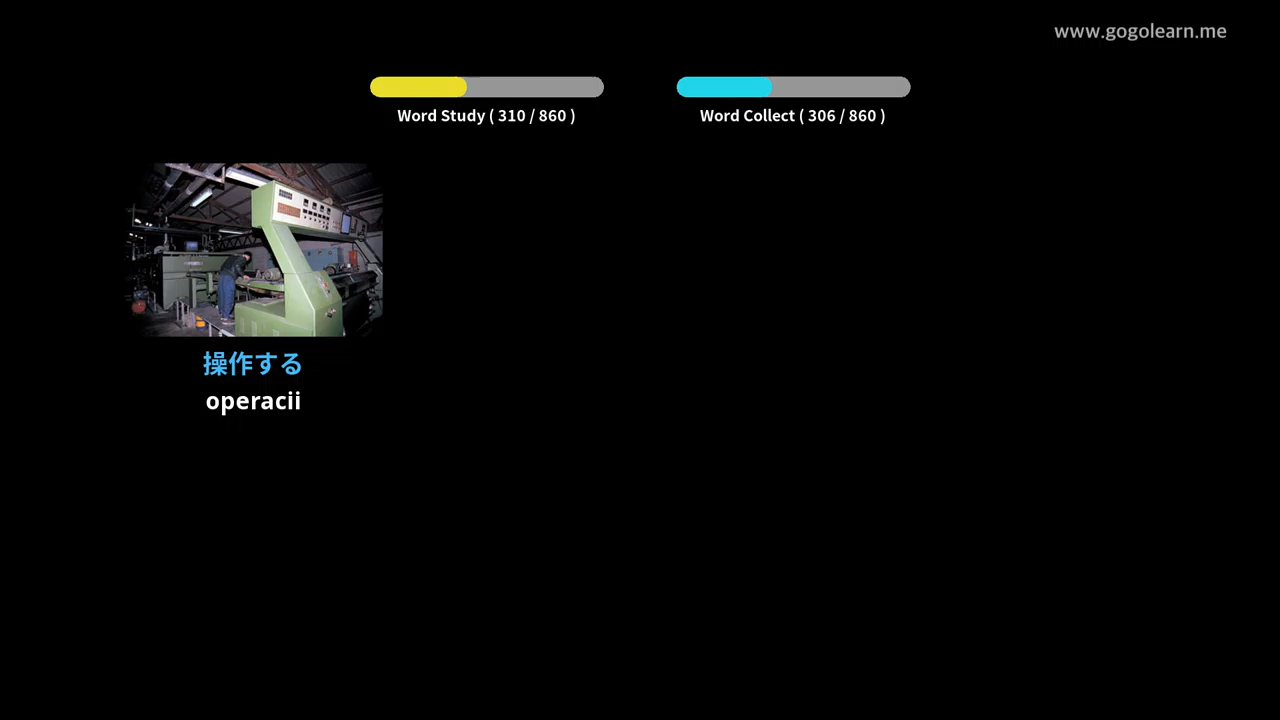 www.gogolearn.me
Word Study ( 310 / 860 )
Word Collect ( 306 / 860 )
操作する
operacii